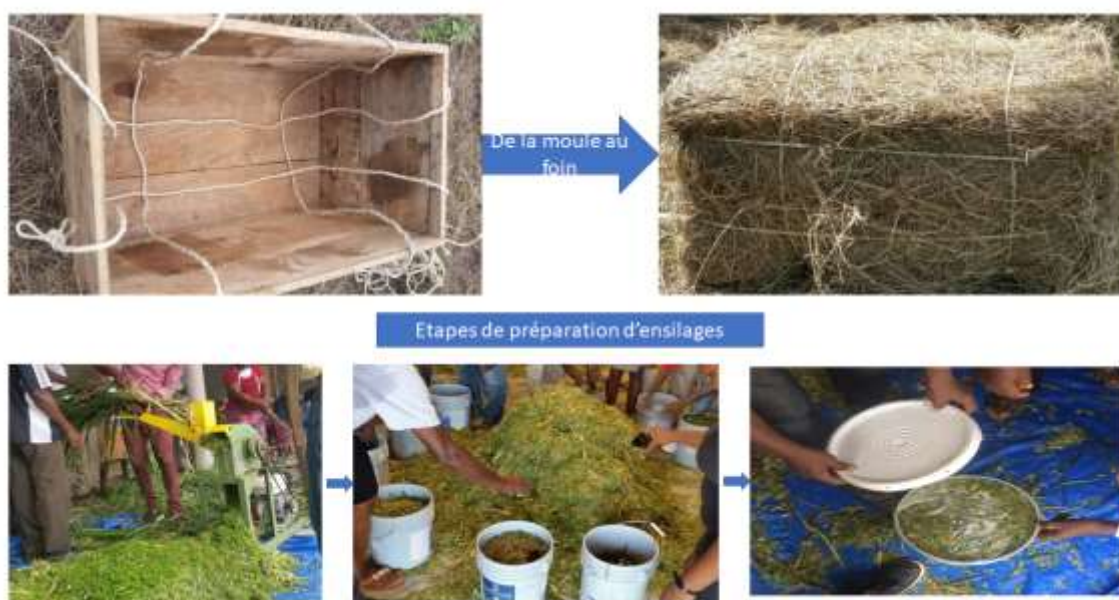 De la moule au
foin
Etapes de préparation d’ensilages